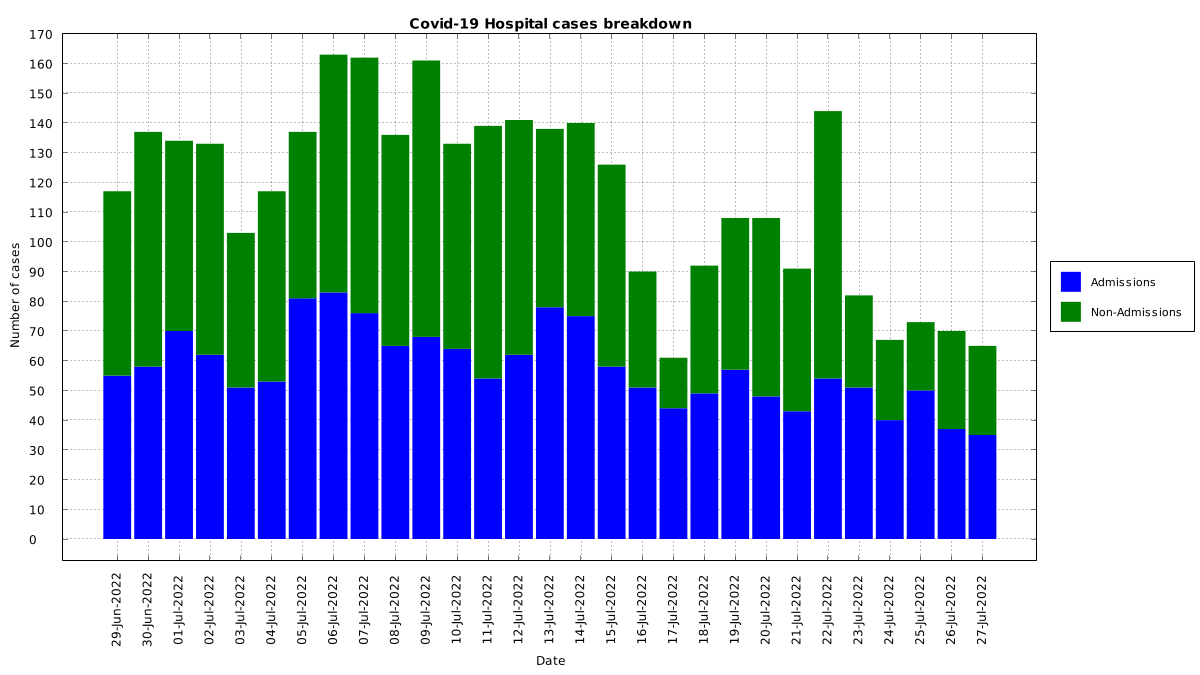 Covid-19 Hospital cases breakdown
170
160
150
140
130
120
110
100
90
80
70
60
50
40
30
20
10
0
Number of cases
29-Jun-2022
30-Jun-2022
01-Jul-2022
02-Jul-2022
03-Jul-2022
04-Jul-2022
05-Jul-2022
06-Jul-2022
07-Jul-2022
08-Jul-2022
09-Jul-2022
10-Jul-2022
11-Jul-2022
12-Jul-2022
13-Jul-2022
14-Jul-2022
15-Jul-2022
16-Jul-2022
17-Jul-2022
18-Jul-2022
19-Jul-2022
20-Jul-2022
21-Jul-2022
22-Jul-2022
23-Jul-2022
24-Jul-2022
25-Jul-2022
26-Jul-2022
27-Jul-2022
Date
Admissions
Non-Admissions